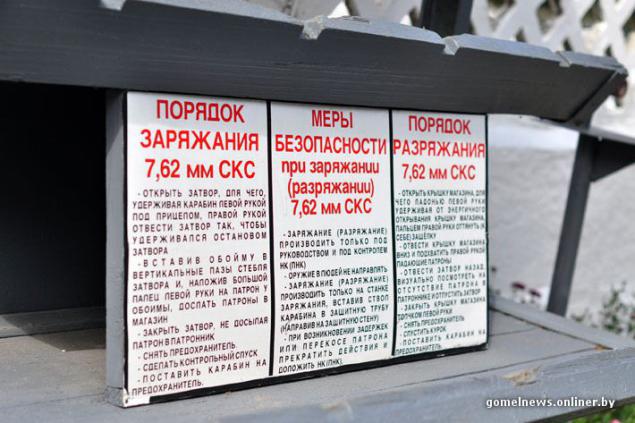 ПОРЯДОК
ЗАРЯЖАНИЯ
7,62 мм СКС
- ОТКРЫТЬ ЗАТВОР, ДЛЯ ЧЕГО,
УДЕРЖИВАЯ КАРАБИН ЛЕВОЙ РУКОЙ
ПОД ПРИЦЕПОМ, ПРАВОЙ РУКОЙ
ОТВЕСТИ ЗАТВОР ТАК, ЧТОБЫ
УДЕРЖИВАЛСЯ ОСТАНОВОМ
ЗАТВОРА
- ВСТАВИВ ОБОЙМУ В
ВЕРТИКАЛЬНЫЕ ПАЗЫ СТЕБЛЯ
ЗАТВОРА И, НАЛОЖИВ БОЛЬШОЙ
ПАЛЕЦ ЛЕВОЙ РУКИ НА ПАТРОН У
ОБОИМЫ, ДОСЛАТЬ ПАТРОНЫ В
МАГАЗИН
- ЗАКРЫТЬ ЗАТВОР, НЕ ДОСЫЛАЯ
ПАТРОН В ПАТРОННИК
- СНЯТЬ ПРЕДОХРАНИТЕЛЬ.
- СДЕЛАТЬ КОНТРОЛЬНЫЙ СПУСК
- ПОСТАВИТЬ КАРАБИН НА
ПРЕДОХРАНИТЕЛЬ.
МЕРЫ
БЕЗОПАСНОСТИ
при заряжании
(разряжании)
7,62 мм СКС
- ЗАРЯЖАНИЕ (РАЗРЯЖАНИЕ)
ПРОИЗВОДИТЬ ТОЛЬКО ПОД
РУКОВОДСТВОМ И ПОД КОНТРОЛЕМ
НК (ПНК)
- ОРУЖИЕ В ЛЮДЕЙ НЕ НАПРАВЛЯТЬ
- ЗАРЯЖАНИЕ (РАЗРЯЖАНИЕ)
ПРОИЗВОДИТЬ ТОЛЬКО НА СТАНКЕ
ЗАРЯЖАНИЯ, ВСТАВИВ СТВОЛ
КАРАБИНА В ЗАЩИТНУЮ ТРУБУ
(НАПРАВИВ НА ЗАЩИТНУЮ СТЕНУ)
- ПРИ ВОЗНИКНОВЕНИИ ЗАДЕРЖЕК
ИЛИ ПЕРЕКОСЕ ПАТРОНА
ПРЕКРАТИТЬ ДЕЙСТВИЯ И
ДОЛОЖИТЬ НК (ПНК).
ПОРЯДОК
РАЗРЯЖАНИЯ
7,62 мм СКС
- ОТКРЫТЬ КРЫШКУ МАГАЗИНА, ДЛЯ
ЧЕГО ЛАДОНЬЮ ЛЕВОЙ РУКИ
УДЕРЖИВАЯ ОТ ЭНЕРГИЧНОГО
ОТКРЫВАНИЯ КРЫШКУ МАГАЗИНА,
ПАЛЬЦЕМ ПРАВОЙ РУКИ ОТТЯНУТЬ (К
СЕБЕ) ЗАЩЁЛКУ
- ОТВЕСТИ КРЫШКУ МАГАЗИНА
ВНИЗ И ПОДХВАТИТЬ ПРАВОЙ РУКОЙ
ПАДАЮЩИЕ ПАТРОНЫ
- ОТВЕСТИ ЗАТВОР НАЗАД,
ВИЗУАЛЬНО ПОСМОТРЕТЬ НА
ОТСУТСТВИЕ ПАТРОНА В
ПАТРОННИКЕ И ОТПУСТИТЬ ЗАТВОР
- ЗАКРЫТЬ КРЫШКУ МАГАЗИНА
ТОЛЧКОМ ЛЕВОЙ РУКИ
- СНЯТЬ ПРЕДОХРАНИТЕЛЬ
- СПУСТИТЬ КУРОК
- ПОСТАВИТЬ КАРАБИН НА
ПРЕДОХРАНИТЕЛЬ.
gomelnews.onliner.by